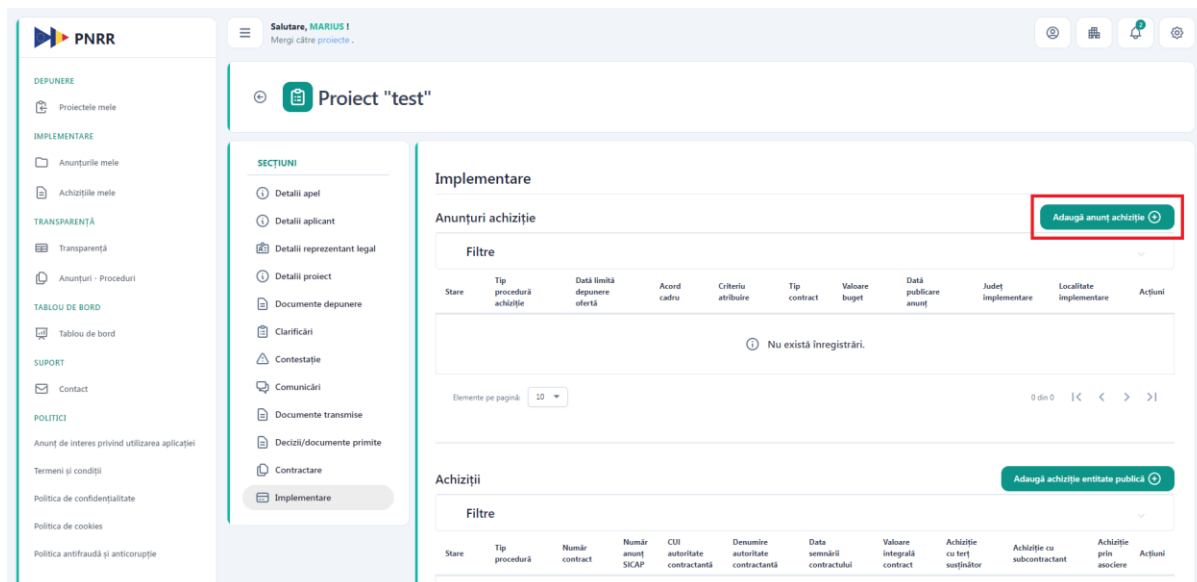 PNRR
Salutare, MARIUS !
Mergi către proiecte .
2
DEPUNERE
Proiectele mele
IMPLEMENTARE
Anunțurile mele
Achizițiile mele
TRANSPARENȚĂ
Transparență
Anunțuri - Proceduri
TABLOU DE BORD
Tablou de bord
SUPORT
Contact
POLITICI
Anunț de interes privind utilizarea aplicației
Termeni și condiții
Politica de confidențialitate
Politica de cookies
Politica antifraudă și anticorupție
Proiect "test"
SECȚIUNI
Detalii apel
Detalii aplicant
Detalii reprezentant legal
Detalii proiect
Documente depunere
Clarificări
Contestație
Comunicări
Documente transmise
Decizii/documente primite
Contractare
Implementare
Implementare
Anunțuri achiziție
Adaugă anunț achiziție
Filtre
Stare
Tip procedură achiziție
Dată limită depunere ofertă
Acord cadru
Criteriu atribuire
Tip contract
Valoare buget
Dată publicare anunț
Județ implementare
Localitate implementare
Acțiuni
Nu există înregistrări.
Elemente pe pagină: 10
0 din 0
Achiziții
Adaugă achiziție entitate publică
Filtre
Stare
Tip procedură
Număr contract
Număr anunț SICAP
CUI autoritate contractantă
Denumire autoritate contractantă
Data semnării contractului
Valoare integrală contract
Achiziție cu terț susținător
Achiziție cu subcontractant
Achiziție prin asociere
Acțiuni